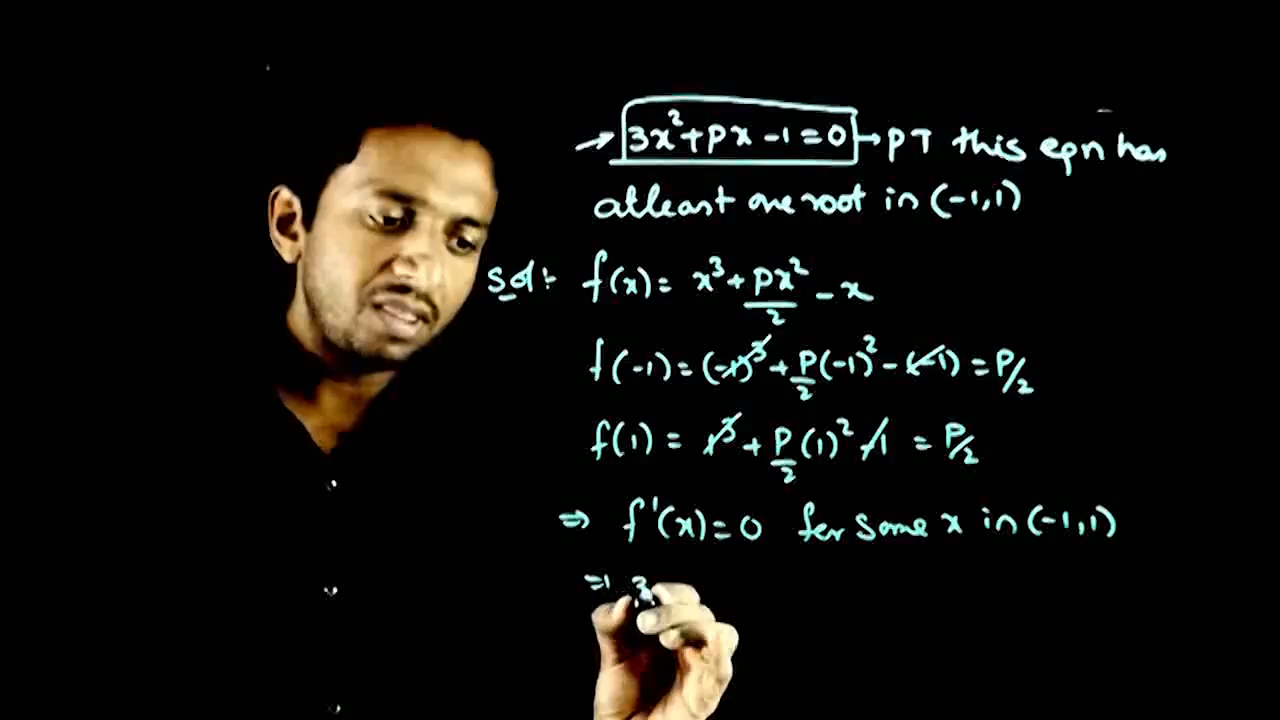 → 3x²+px-1=0 → PT this eqn has
atleast one root in (-1,1)
Sol:- f(x)= x³+px²/2 - x
f(-1)=(-1)³+P/2(-1)²-(-1)=P/2
f(1)= 1³+P/2(1)²-1 = P/2
⇒ f'(x)=0 for some x in (-1,1)
⇒ 3